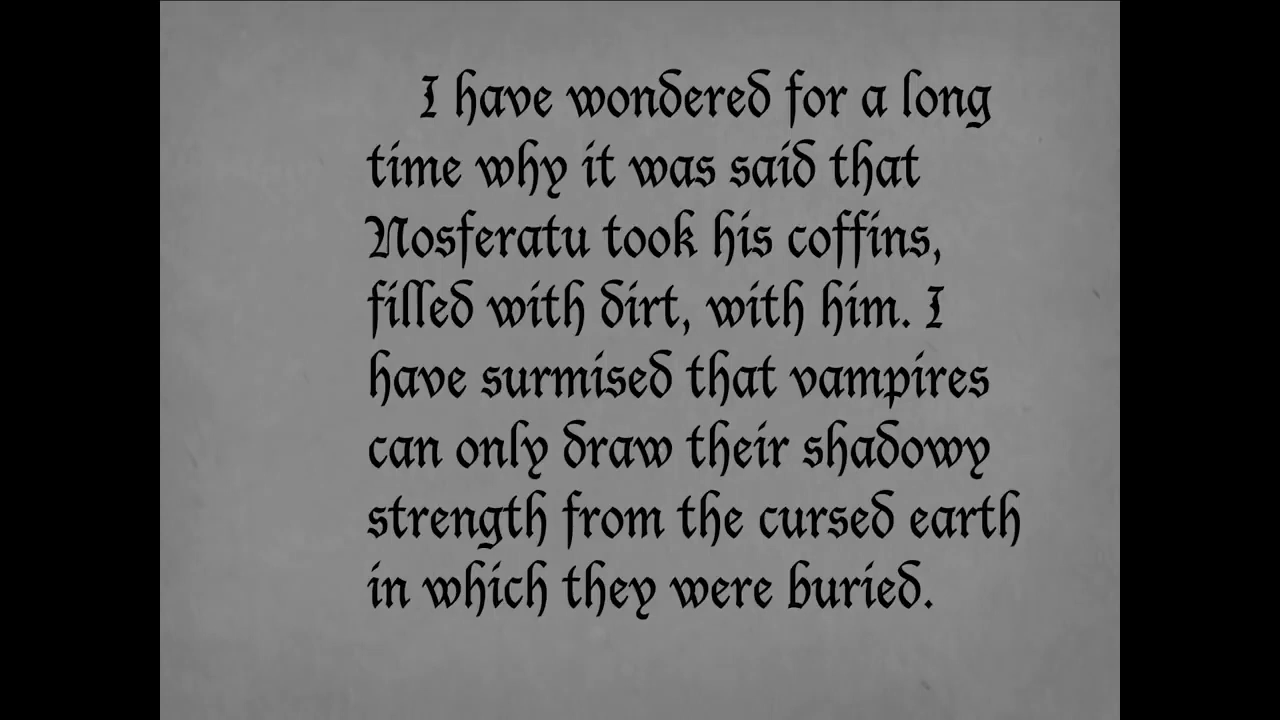 I have wondered for a long
time why it was said that
Nosferatu took his coffins,
filled with dirt, with him. I
have surmised that vampires
can only draw their shadowy
strength from the cursed earth
in which they were buried.